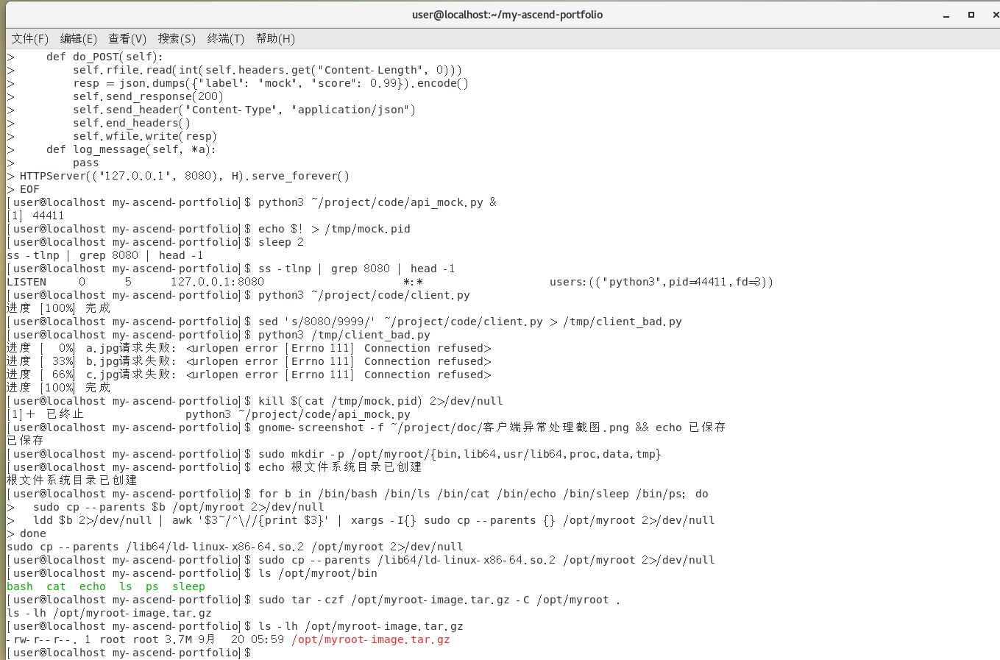 user@localhost:~/my-ascend-portfolio
文件(F) 编辑(E) 查看(V) 搜索(S) 终端(T) 帮助(H)
>     def do_POST(self):
>         self.rfile.read(int(self.headers.get("Content-Length", 0)))
>         resp = json.dumps({"label": "mock", "score": 0.99}).encode()
>         self.send_response(200)
>         self.send_header("Content-Type", "application/json")
>         self.end_headers()
>         self.wfile.write(resp)
>     def log_message(self, *a):
>         pass
> HTTPServer(("127.0.0.1", 8080), H).serve_forever()
> EOF
[user@localhost my-ascend-portfolio]$ python3 ~/project/code/api_mock.py &
[1] 44411
[user@localhost my-ascend-portfolio]$ echo $! > /tmp/mock.pid
[user@localhost my-ascend-portfolio]$ sleep 2
ss -tlnp | grep 8080 | head -1
[user@localhost my-ascend-portfolio]$ ss -tlnp | grep 8080 | head -1
LISTEN     0      5      127.0.0.1:8080                     *:*                   users:(("python3",pid=44411,fd=3))
[user@localhost my-ascend-portfolio]$ python3 ~/project/code/client.py
进度 [100%] 完成
[user@localhost my-ascend-portfolio]$ sed 's/8080/9999/' ~/project/code/client.py > /tmp/client_bad.py
[user@localhost my-ascend-portfolio]$ python3 /tmp/client_bad.py
进度 [  0%] a.jpg请求失败: <urlopen error [Errno 111] Connection refused>
进度 [ 33%] b.jpg请求失败: <urlopen error [Errno 111] Connection refused>
进度 [ 66%] c.jpg请求失败: <urlopen error [Errno 111] Connection refused>
进度 [100%] 完成
[user@localhost my-ascend-portfolio]$ kill $(cat /tmp/mock.pid) 2>/dev/null
[1]+  已终止               python3 ~/project/code/api_mock.py
[user@localhost my-ascend-portfolio]$ gnome-screenshot -f ~/project/doc/客户端异常处理截图.png && echo 已保存
已保存
[user@localhost my-ascend-portfolio]$ sudo mkdir -p /opt/myroot/{bin,lib64,usr/lib64,proc,data,tmp}
[user@localhost my-ascend-portfolio]$ echo 根文件系统目录已创建
根文件系统目录已创建
[user@localhost my-ascend-portfolio]$ for b in /bin/bash /bin/ls /bin/cat /bin/echo /bin/sleep /bin/ps; do
>   sudo cp --parents $b /opt/myroot 2>/dev/null
>   ldd $b 2>/dev/null | awk '$3~/^\//{print $3}' | xargs -I{} sudo cp --parents {} /opt/myroot 2>/dev/null
> done
sudo cp --parents /lib64/ld-linux-x86-64.so.2 /opt/myroot 2>/dev/null
[user@localhost my-ascend-portfolio]$ sudo cp --parents /lib64/ld-linux-x86-64.so.2 /opt/myroot 2>/dev/null
[user@localhost my-ascend-portfolio]$ ls /opt/myroot/bin
bash  cat  echo  ls  ps  sleep
[user@localhost my-ascend-portfolio]$ sudo tar -czf /opt/myroot-image.tar.gz -C /opt/myroot .
ls -lh /opt/myroot-image.tar.gz
[user@localhost my-ascend-portfolio]$ ls -lh /opt/myroot-image.tar.gz
-rw-r--r--. 1 root root 3.7M 9月  20 05:59 /opt/myroot-image.tar.gz
[user@localhost my-ascend-portfolio]$